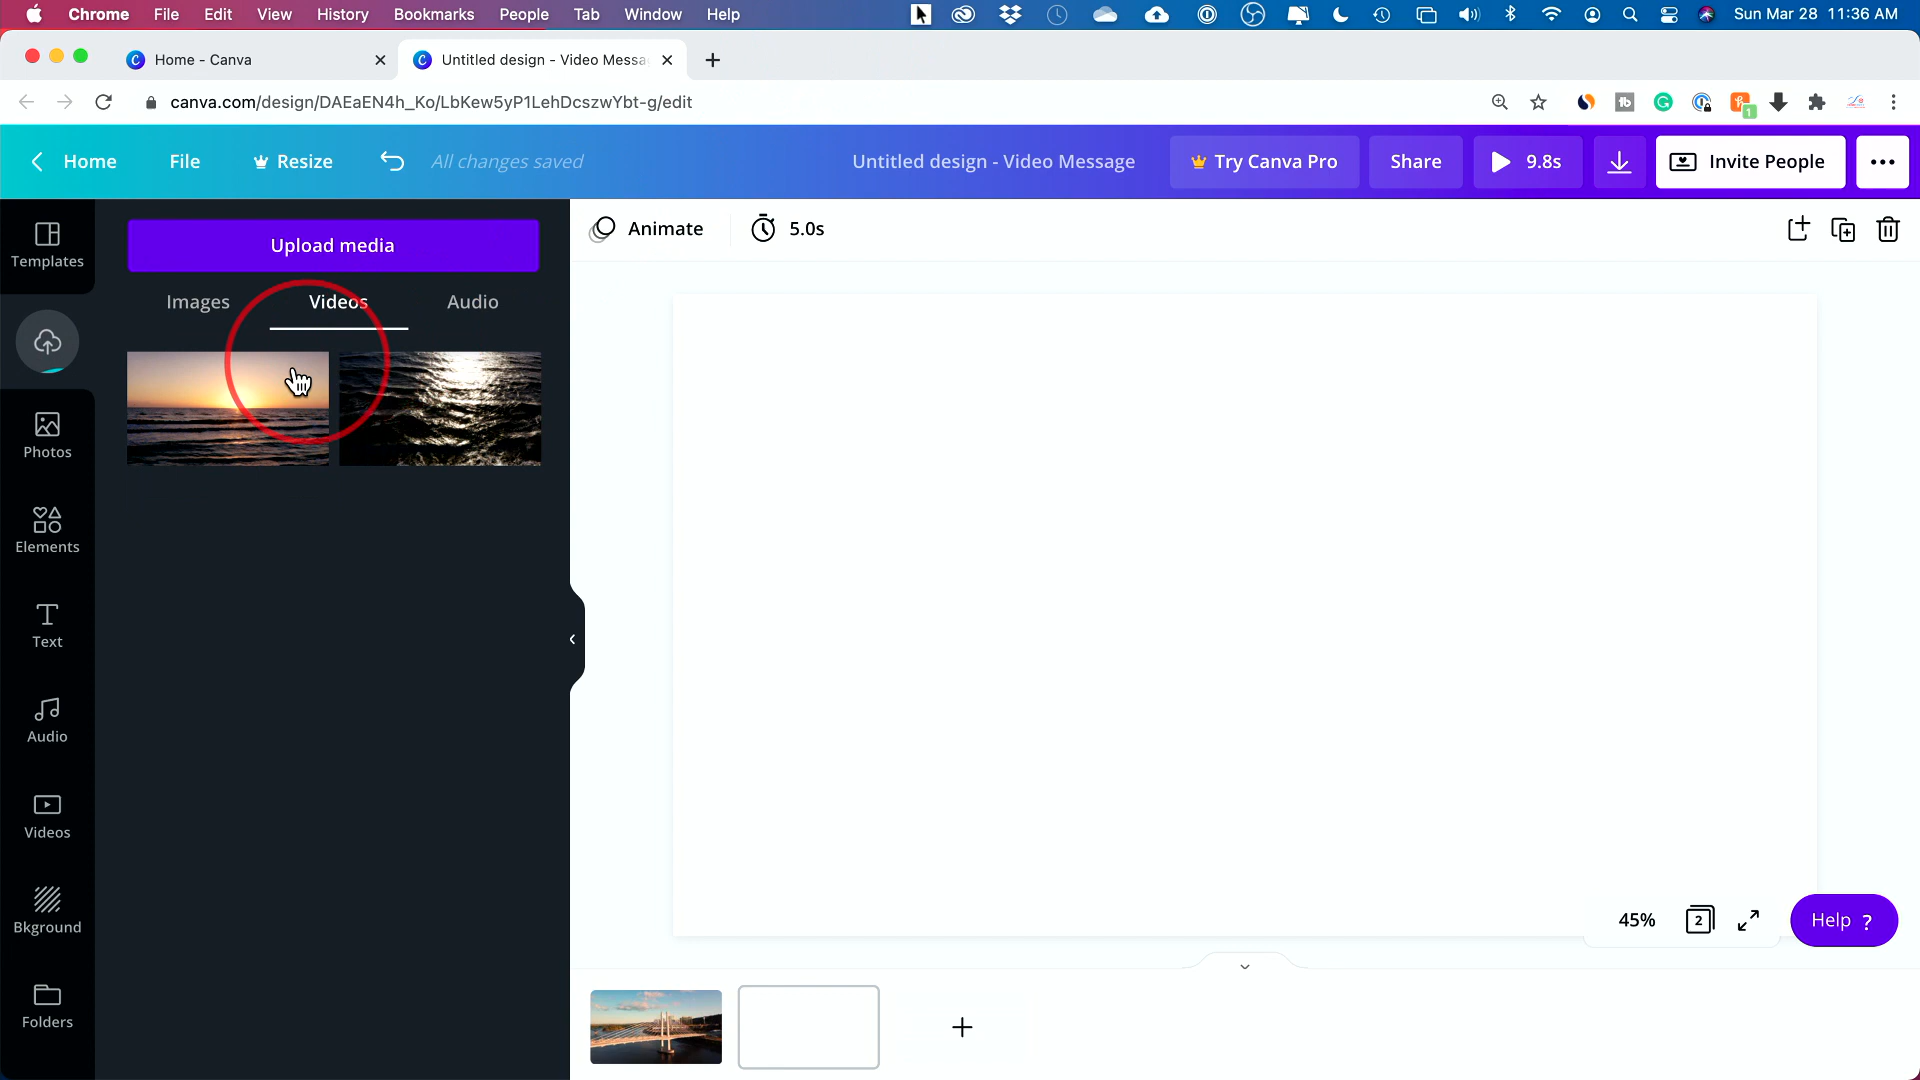 Chrome File Edit View History Bookmarks People Tab Window Help Sun Mar 28 11:36 AM
Home - Canva
Untitled design - Video Messa
canva.com/design/DAEaEN4h_Ko/LbKew5yP1LehDcszwYbt-g/edit
1
Home File Resize All changes saved Untitled design - Video Message Try Canva Pro Share 9.8s Invite People
Templates
Upload media
Animate 5.0s
Images Videos Audio
Photos
Elements
Text
Audio
Videos
Bkground
Folders
45% 2 Help ?